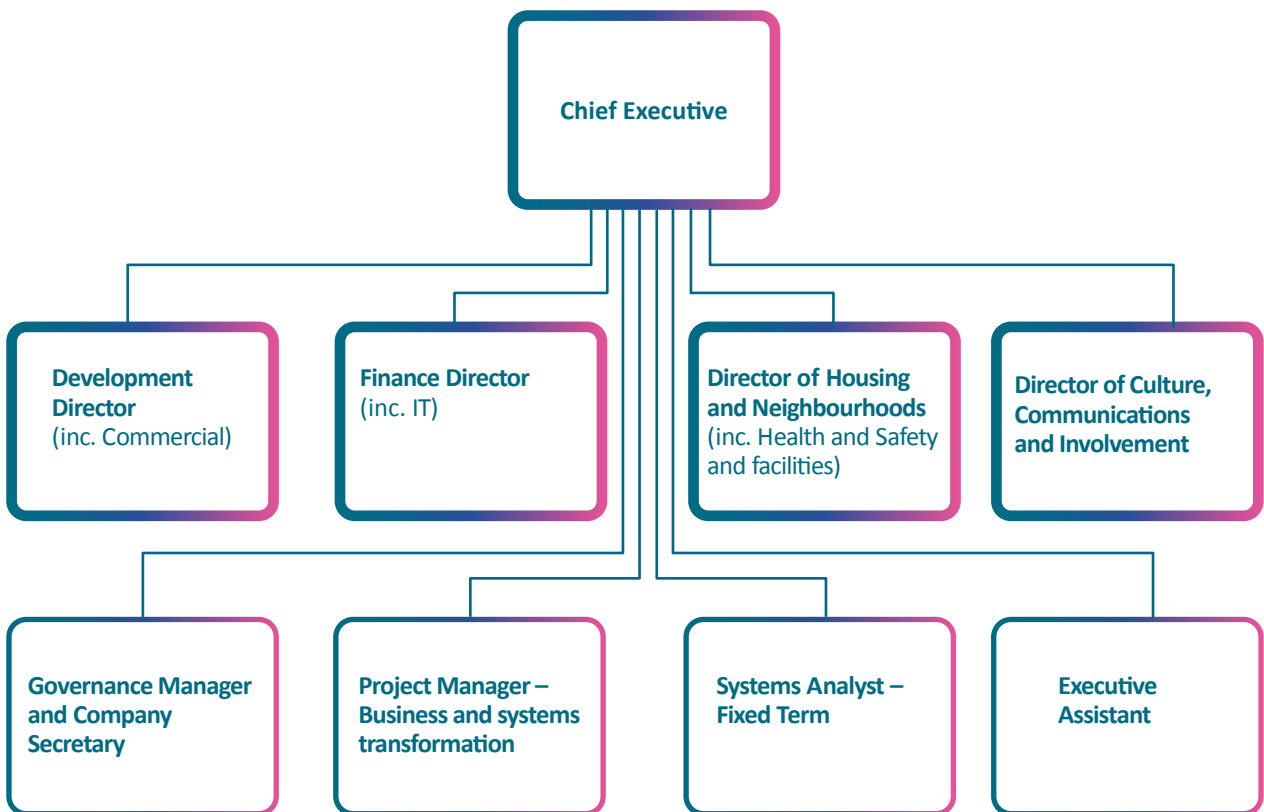 Chief Executive
Development
Director
(inc. Commercial)
Finance Director
(inc. IT)
Director of Housing
and Neighbourhoods
(inc. Health and Safety
and facilities)
Director of Culture,
Communications
and Involvement
Governance Manager
and Company
Secretary
Project Manager –
Business and systems
transformation
Systems Analyst –
Fixed Term
Executive
Assistant